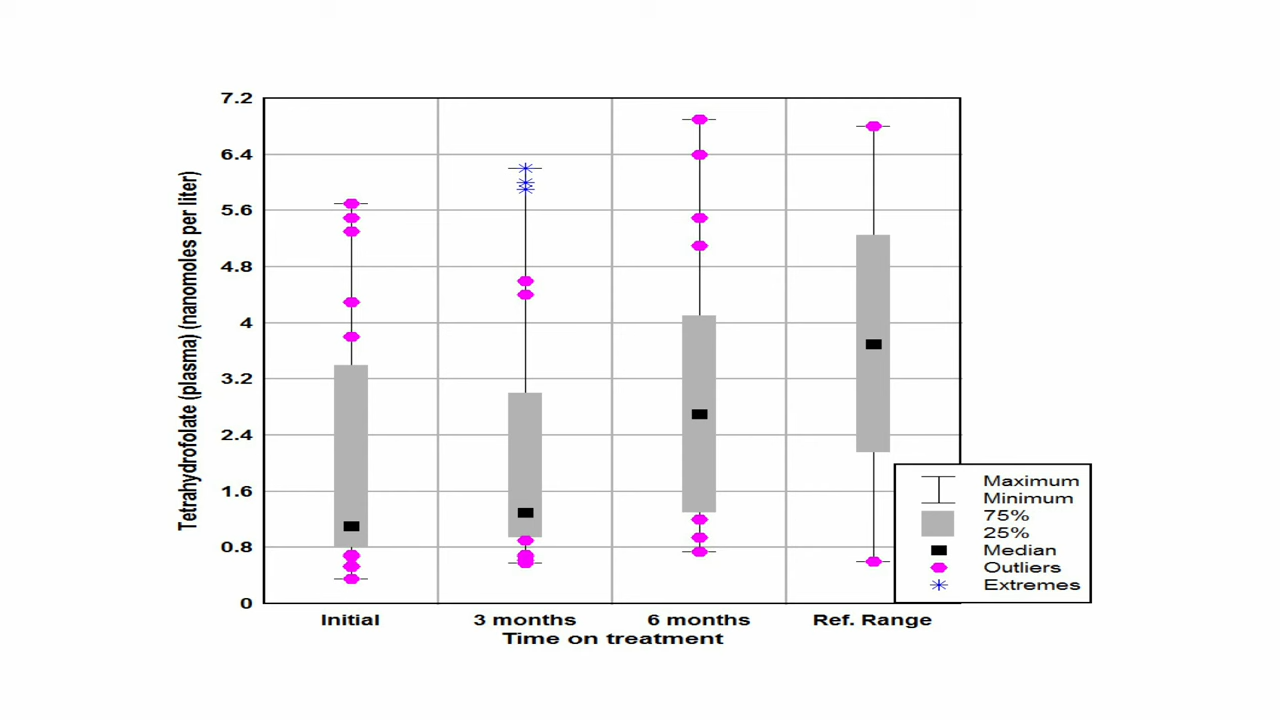 7.2
6.4
5.6
4.8
4
3.2
2.4
1.6
0.8
0
Tetrahydrofolate (plasma) (nanomoles per liter)
Initial 3 months 6 months Ref. Range
Time on treatment
Maximum
Minimum
75%
25%
Median
Outliers
Extremes